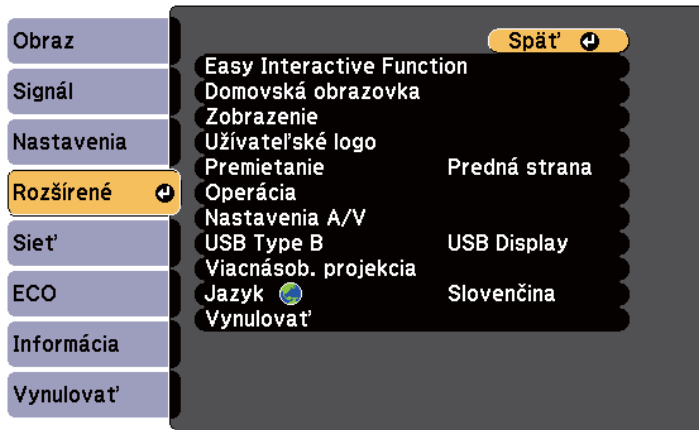 Obraz
Signál
Nastavenia
Rozšírené
Sieť
ECO
Informácia
Vynulovať
Späť
Easy Interactive Function
Domovská obrazovka
Zobrazenie
Užívateľské logo
Premietanie Predná strana
Operácia
Nastavenia A/V
USB Type B USB Display
Viacnásob. projekcia
Jazyk Slovenčina
Vynulovať